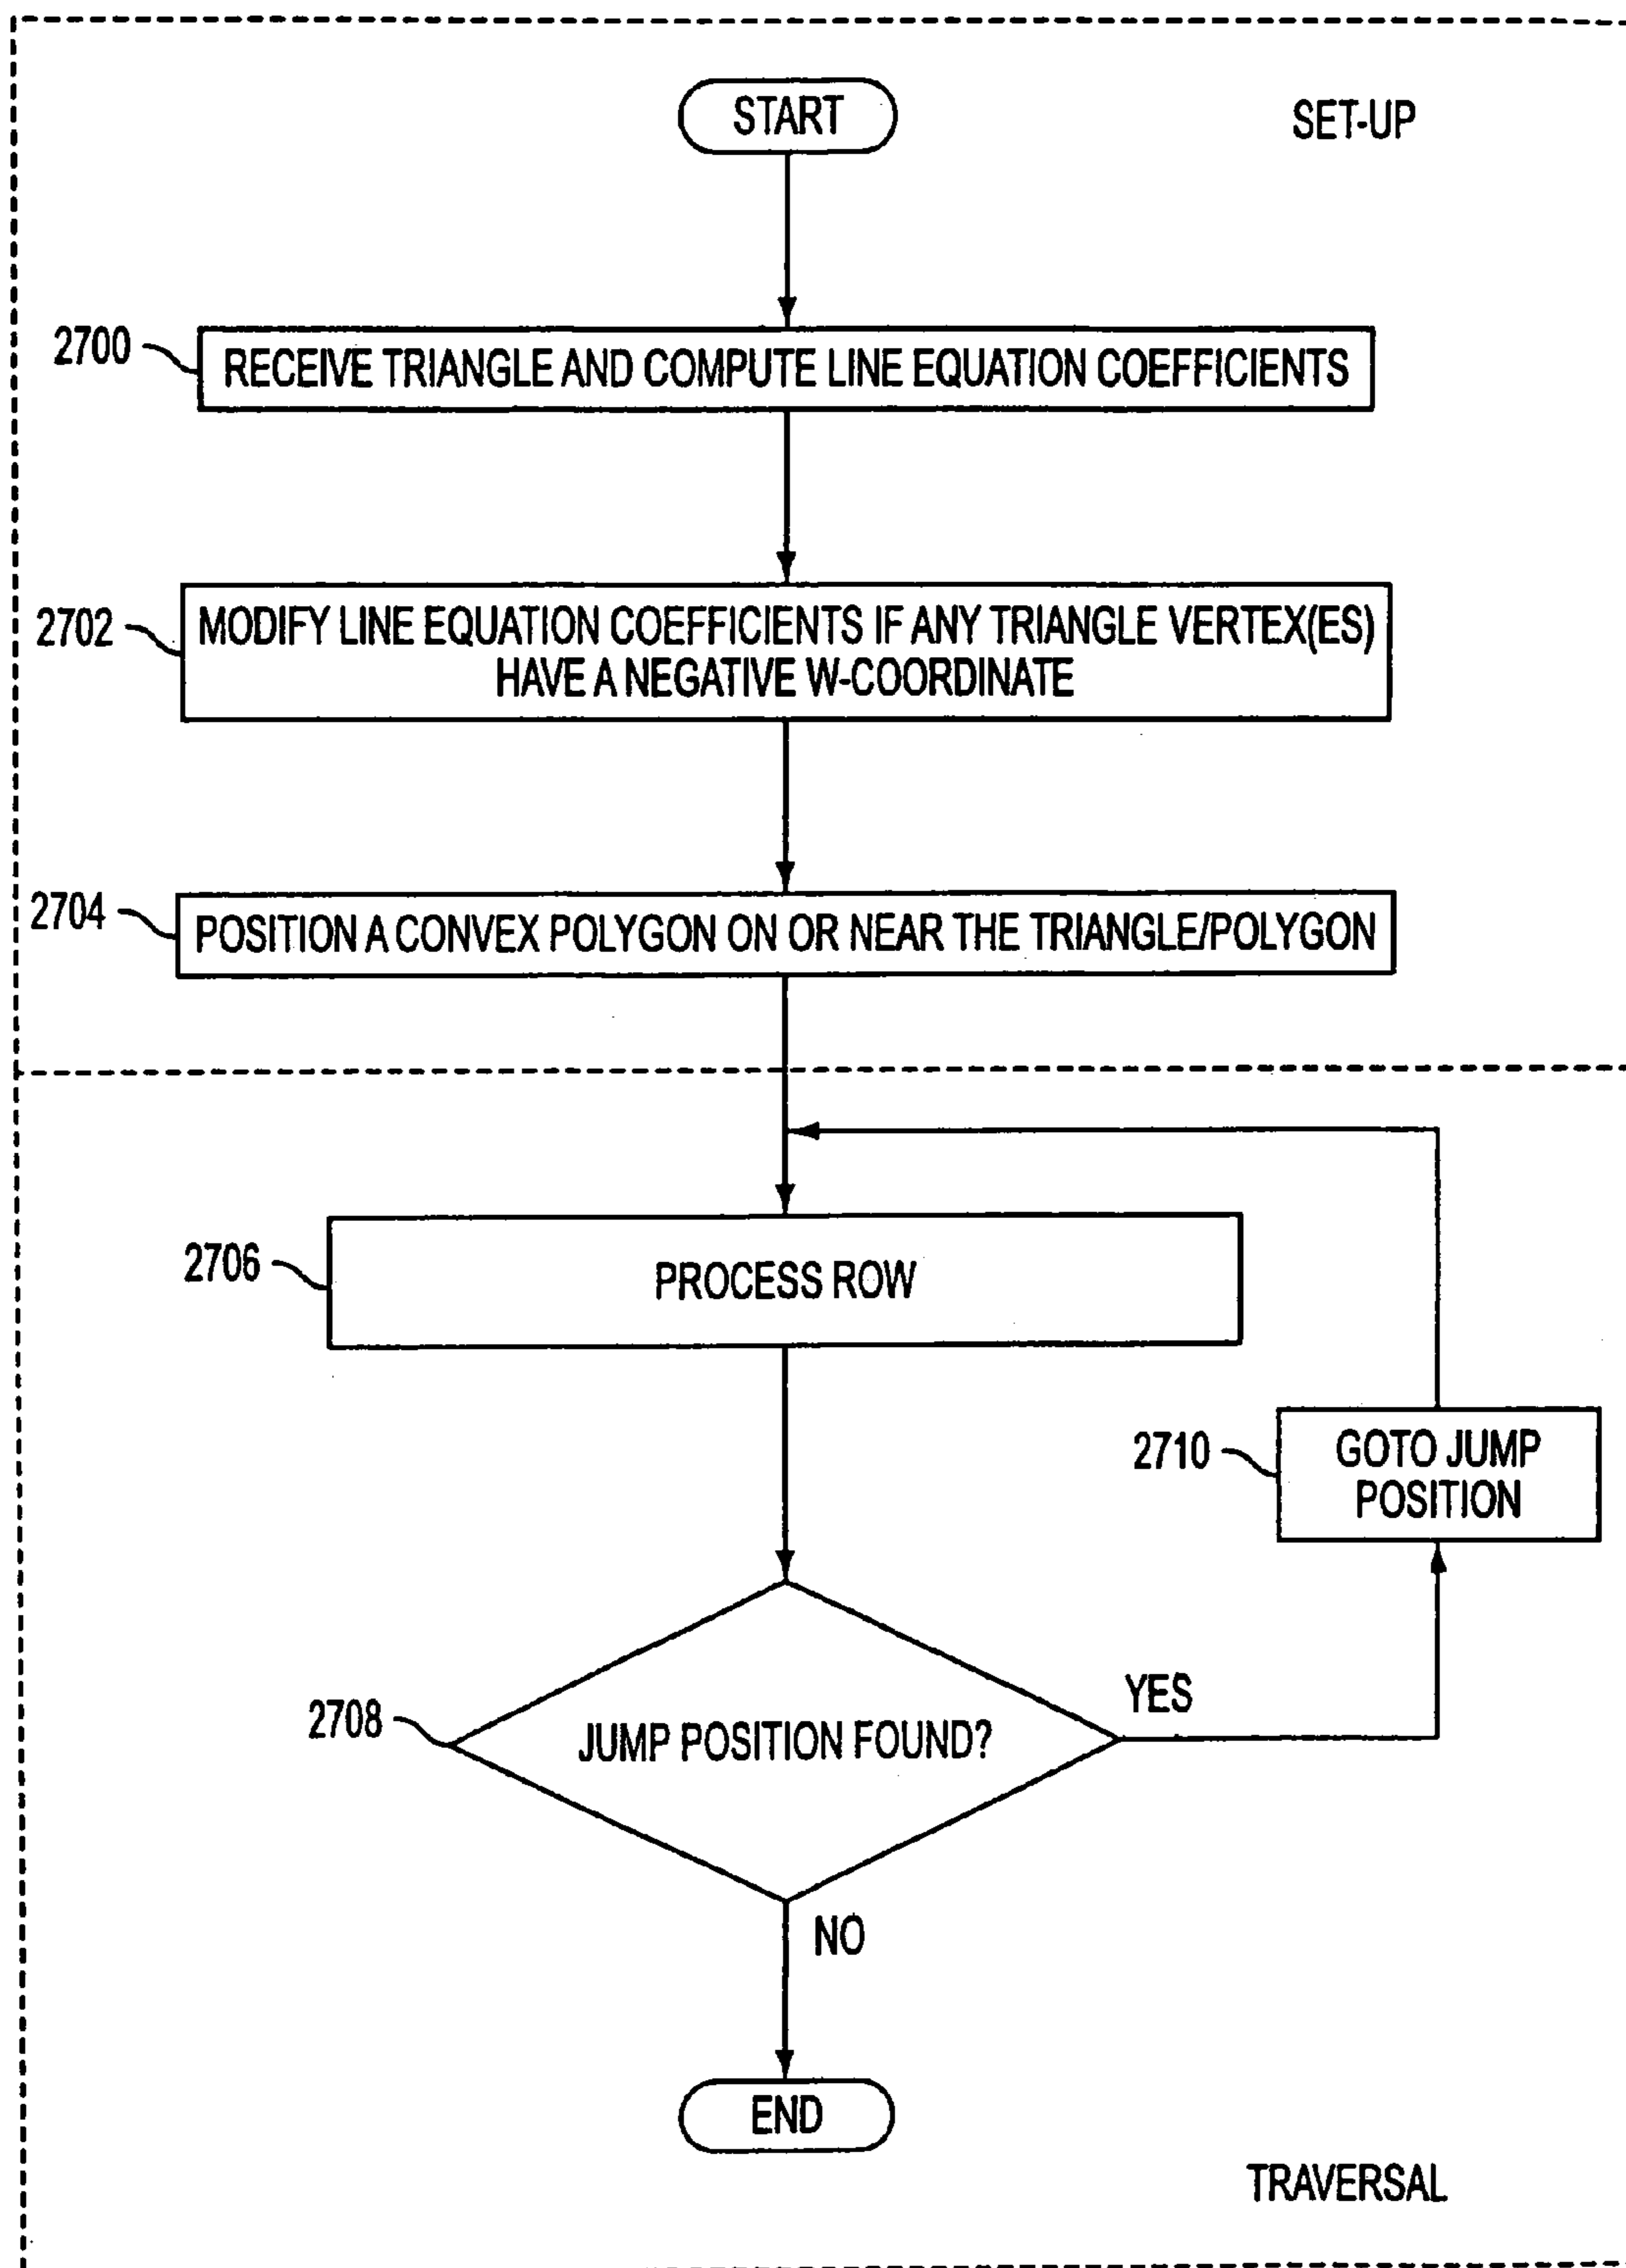 START
SET-UP
2700
RECEIVE TRIANGLE AND COMPUTE LINE EQUATION COEFFICIENTS
2702
MODIFY LINE EQUATION COEFFICIENTS IF ANY TRIANGLE VERTEX(ES)
HAVE A NEGATIVE W-COORDINATE
2704
POSITION A CONVEX POLYGON ON OR NEAR THE TRIANGLE/POLYGON
2706
PROCESS ROW
2710
GOTO JUMP
POSITION
2708
JUMP POSITION FOUND?
YES
NO
END
TRAVERSAL